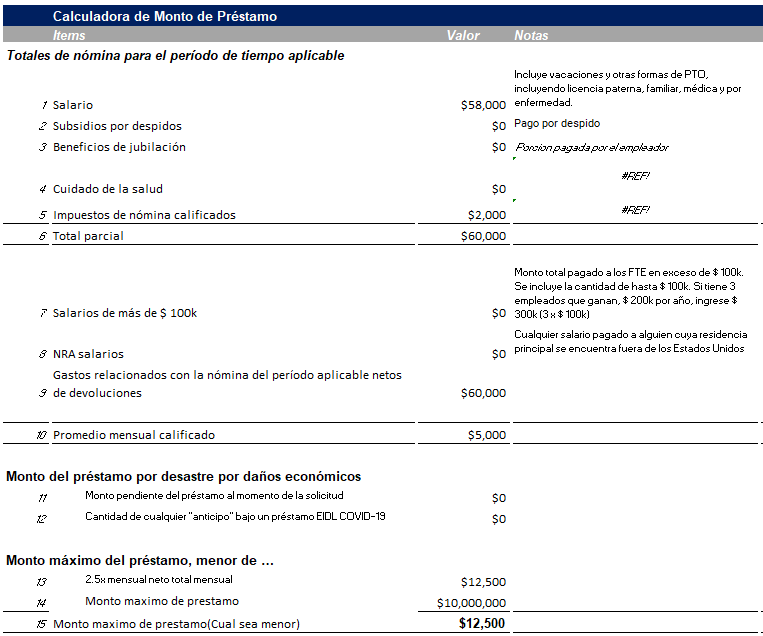 Calculadora de Monto de Préstamo
Items Valor Notas
Totales de nómina para el período de tiempo aplicable
Incluye vacaciones y otras formas de PTO,
incluyendo licencia paterna, familiar, médica y por
enfermedad.
1 Salario $58,000
2 Subsidios por despidos $0 Pago por despido
3 Beneficios de jubilación $0 Porcion pagada por el empleador
#REF!
4 Cuidado de la salud $0
#REF!
5 Impuestos de nómina calificados $2,000
6 Total parcial $60,000
Monto total pagado a los FTE en exceso de $ 100k.
Se incluye la cantidad de hasta $ 100k. Si tiene 3
empleados que ganan, $ 200k por año, ingrese $
300k (3 x $ 100k)
7 Salarios de más de $ 100k $0
Cualquier salario pagado a alguien cuya residencia
principal se encuentra fuera de los Estados Unidos
8 NRA salarios $0
Gastos relacionados con la nómina del período aplicable netos
9 de devoluciones $60,000
10 Promedio mensual calificado $5,000
Monto del préstamo por desastre por daños económicos
11 Monto pendiente del préstamo al momento de la solicitud $0
12 Cantidad de cualquier "antícipo" bajo un préstamo EIDL COVID-19 $0
Monto máximo del préstamo, menor de …
13 2.5x mensual neto total mensual $12,500
14 Monto maximo de prestamo $10,000,000
15 Monto maximo de prestamo(Cual sea menor) $12,500